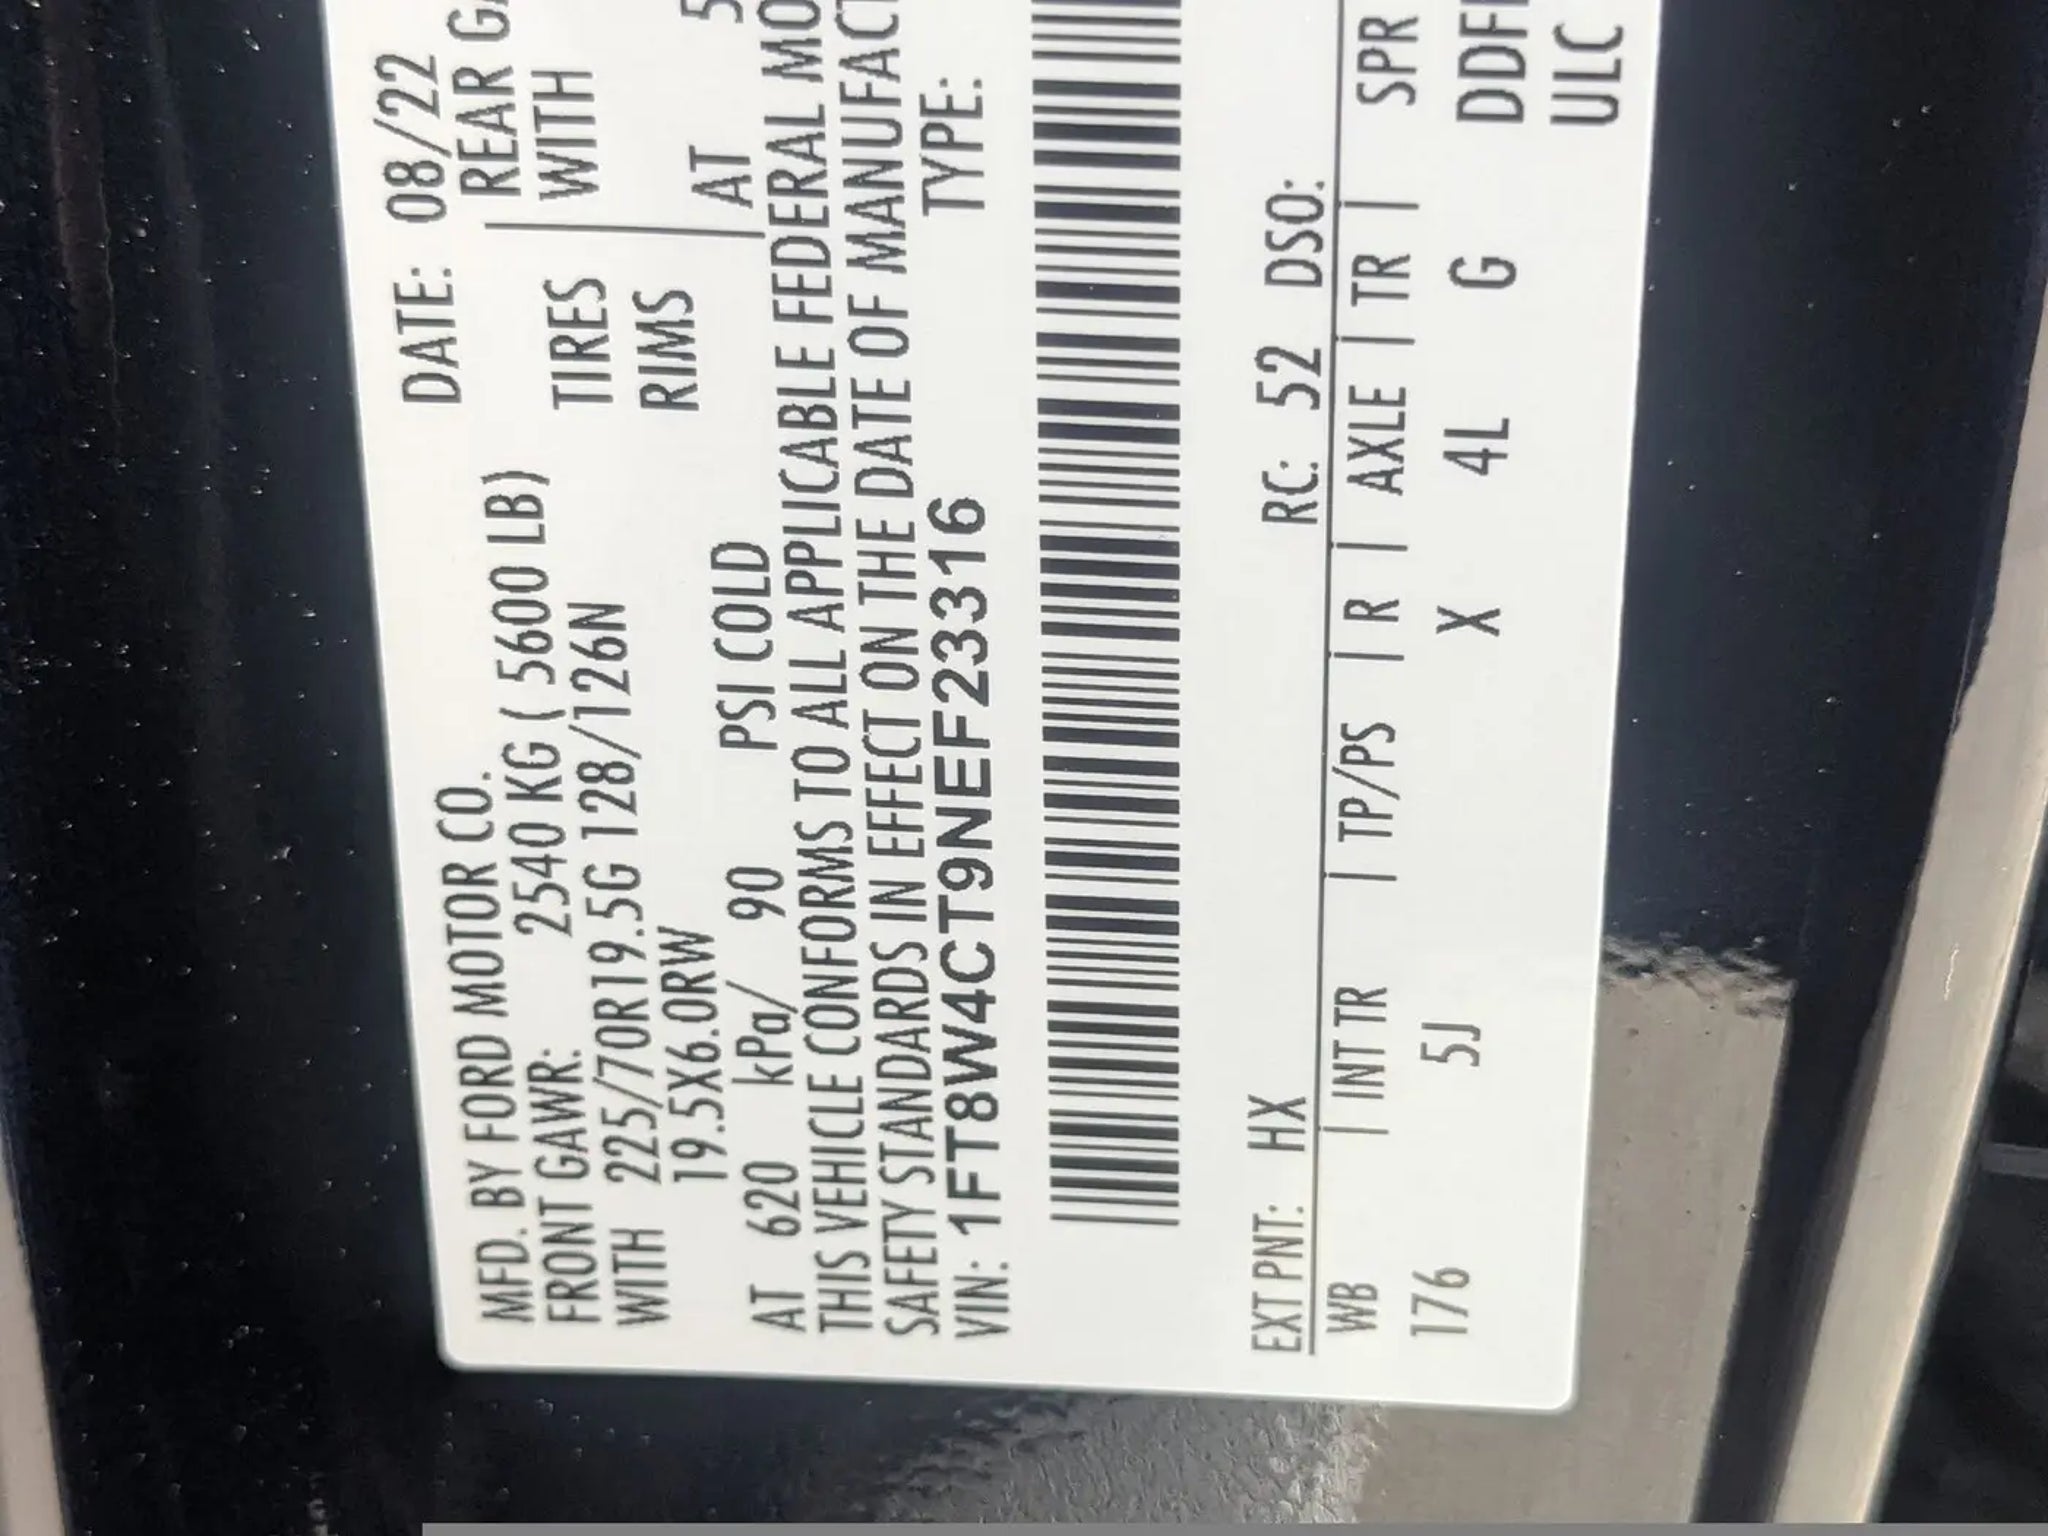 MFD. BY FORD MOTOR CO. DATE: 08/22
FRONT GAWR: 2540 KG ( 5600 LB) REAR
WITH 225/70R19.5G 128/126N TIRES | WITH
19.5X6.0RW RIMS
AT 620 kPa/ 90 PSI COLD | AT 5
THIS VEHICLE CONFORMS TO ALL APPLICABLE FEDERAL MO
SAFETY STANDARDS IN EFFECT ON THE DATE OF MANUFAC
VIN: 1FT8W4CT9NEF23316 TYPE:
EXT PNT: HX RC: 52 DSO:
WB | INT TR | TP/PS | R | AXLE | TR | SPR
176 5J X 4L G DDF
ULC